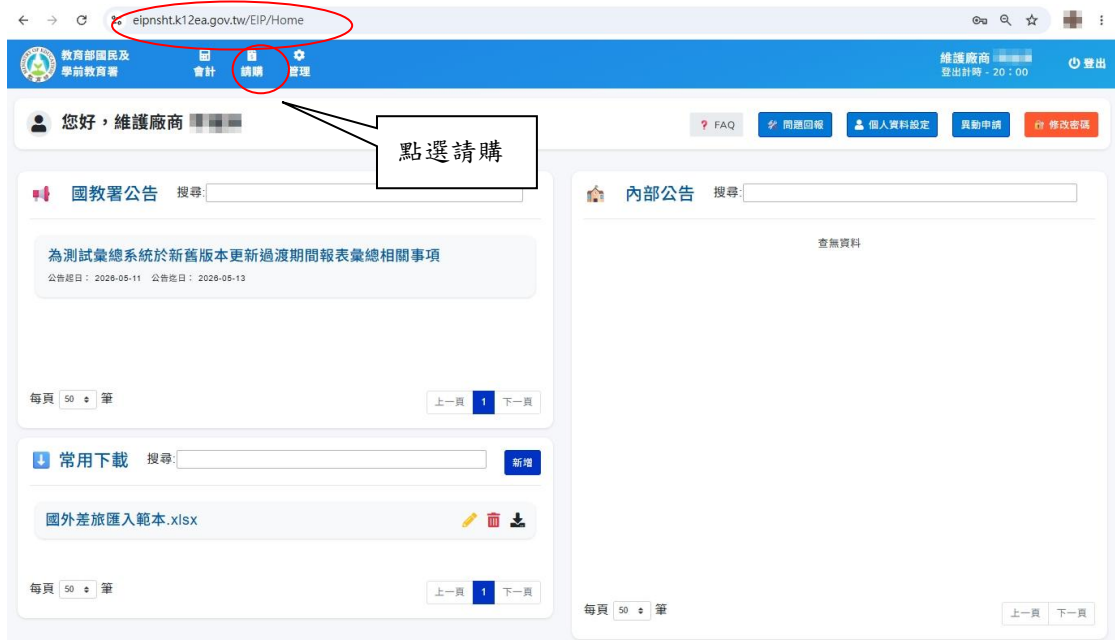 eipnsht.k12ea.gov.tw/EIP/Home
教育部國民及
學前教育署
會計 請購 管理
維護廠商
登出計時 - 20：00
登出
您好，維護廠商
? FAQ 問題回報 個人資料設定 異動申請 修改密碼
點選請購
國教署公告 搜尋:
為測試彙總系統於新舊版本更新過渡期間報表彙總相關事項
公告起日： 2026-05-11 公告迄日： 2026-05-13
每頁 50 筆
上一頁 1 下一頁
常用下載 搜尋:
新增
國外差旅匯入範本.xlsx
每頁 50 筆
上一頁 1 下一頁
內部公告 搜尋:
查無資料
每頁 50 筆
上一頁 下一頁